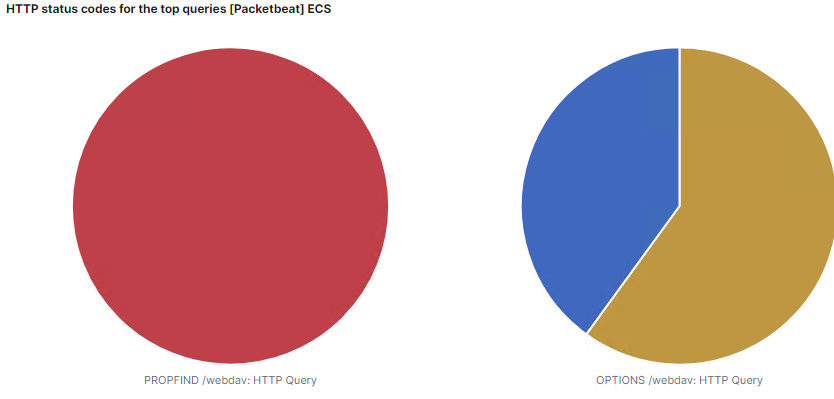 HTTP status codes for the top queries [Packetbeat] ECS
PROPFIND /webdav: HTTP Query
OPTIONS /webdav: HTTP Query